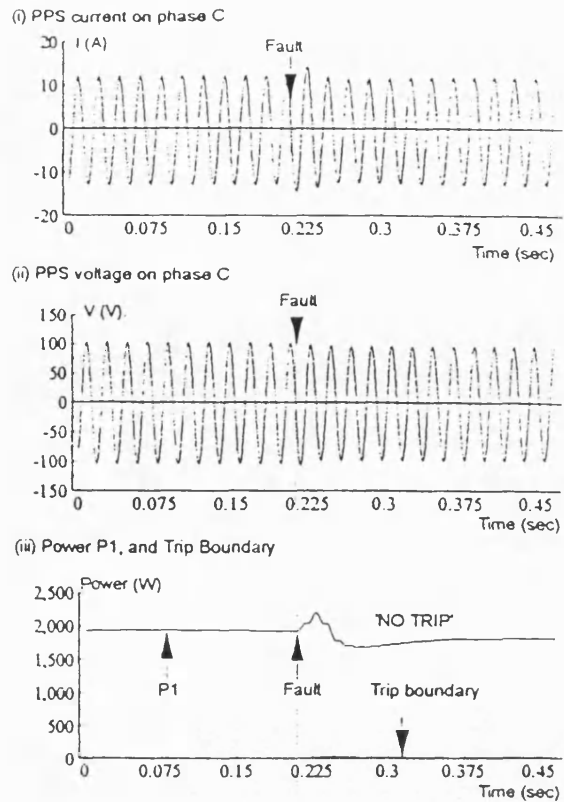 (i) PPS current on phase C
I (A)
Fault
20
10
0
-10
-20
0 0.075 0.15 0.225 0.3 0.375 0.45
Time (sec)
(ii) PPS voltage on phase C
Fault
V (V)
150
100
50
0
-50
-100
-150
0 0.075 0.15 0.225 0.3 0.375 0.45
Time (sec)
(iii) Power P1, and Trip Boundary
Power (W)
2,500
2,000
1,500
1,000
500
0
'NO TRIP'
P1 Fault Trip boundary
0 0.075 0.15 0.225 0.3 0.375 0.45
Time (sec)